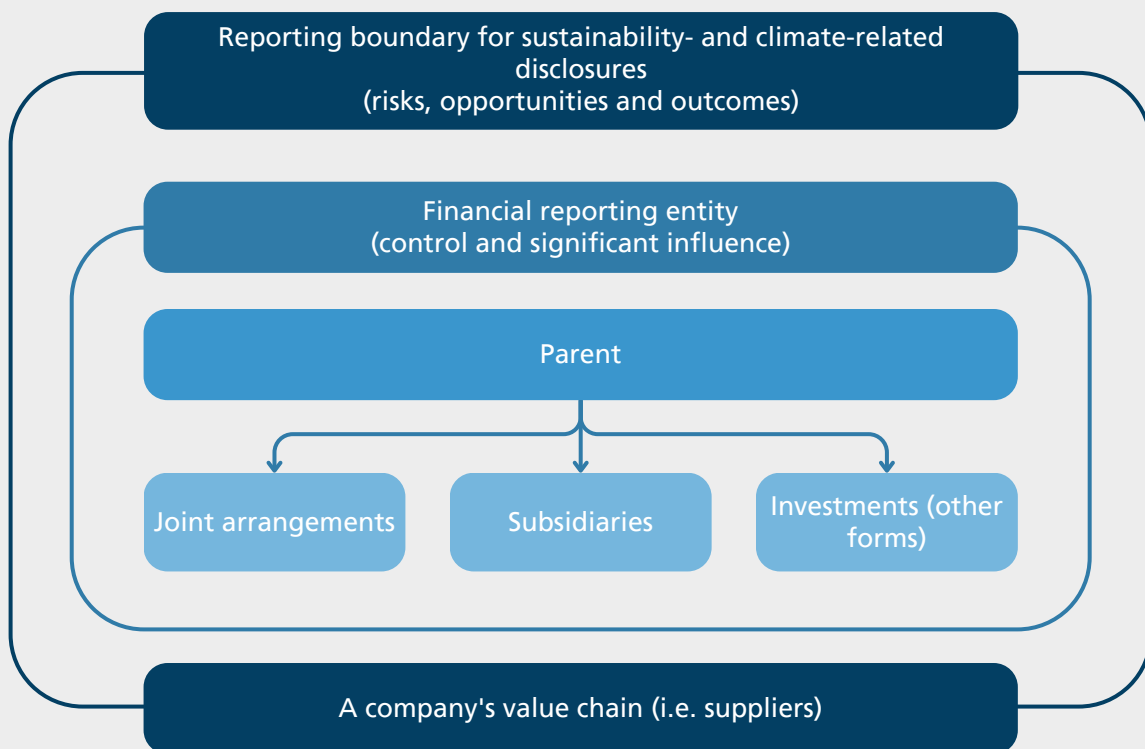 Reporting boundary for sustainability- and climate-related
disclosures
(risks, opportunities and outcomes)
Financial reporting entity
(control and significant influence)
Parent
Joint arrangements
Subsidiaries
Investments (other
forms)
A company's value chain (i.e. suppliers)